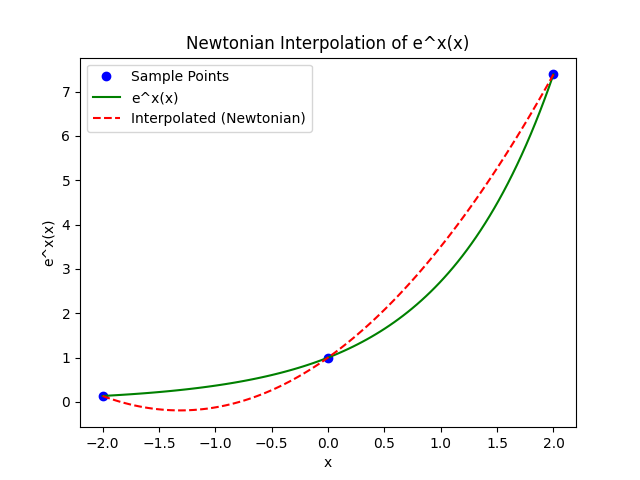 Newtonian Interpolation of e^x(x)
Sample Points
e^x(x)
Interpolated (Newtonian)
7
6
5
4
3
2
1
0
e^x(x)
−2.0 −1.5 −1.0 −0.5 0.0 0.5 1.0 1.5 2.0
x